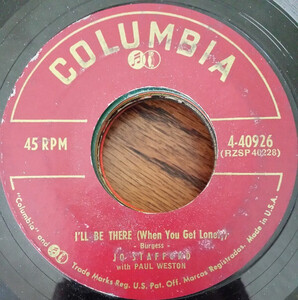 COLUMBIA
45 RPM
4-40926
(RZSP 40228)
I'LL BE THERE (When You Get Lonely)
- Burgess -
JO STAFFORD
with PAUL WESTON
"Columbia" and Trade Marks Reg. U.S. Pat. Off. Marcas Registradas. Made in U.S.A.